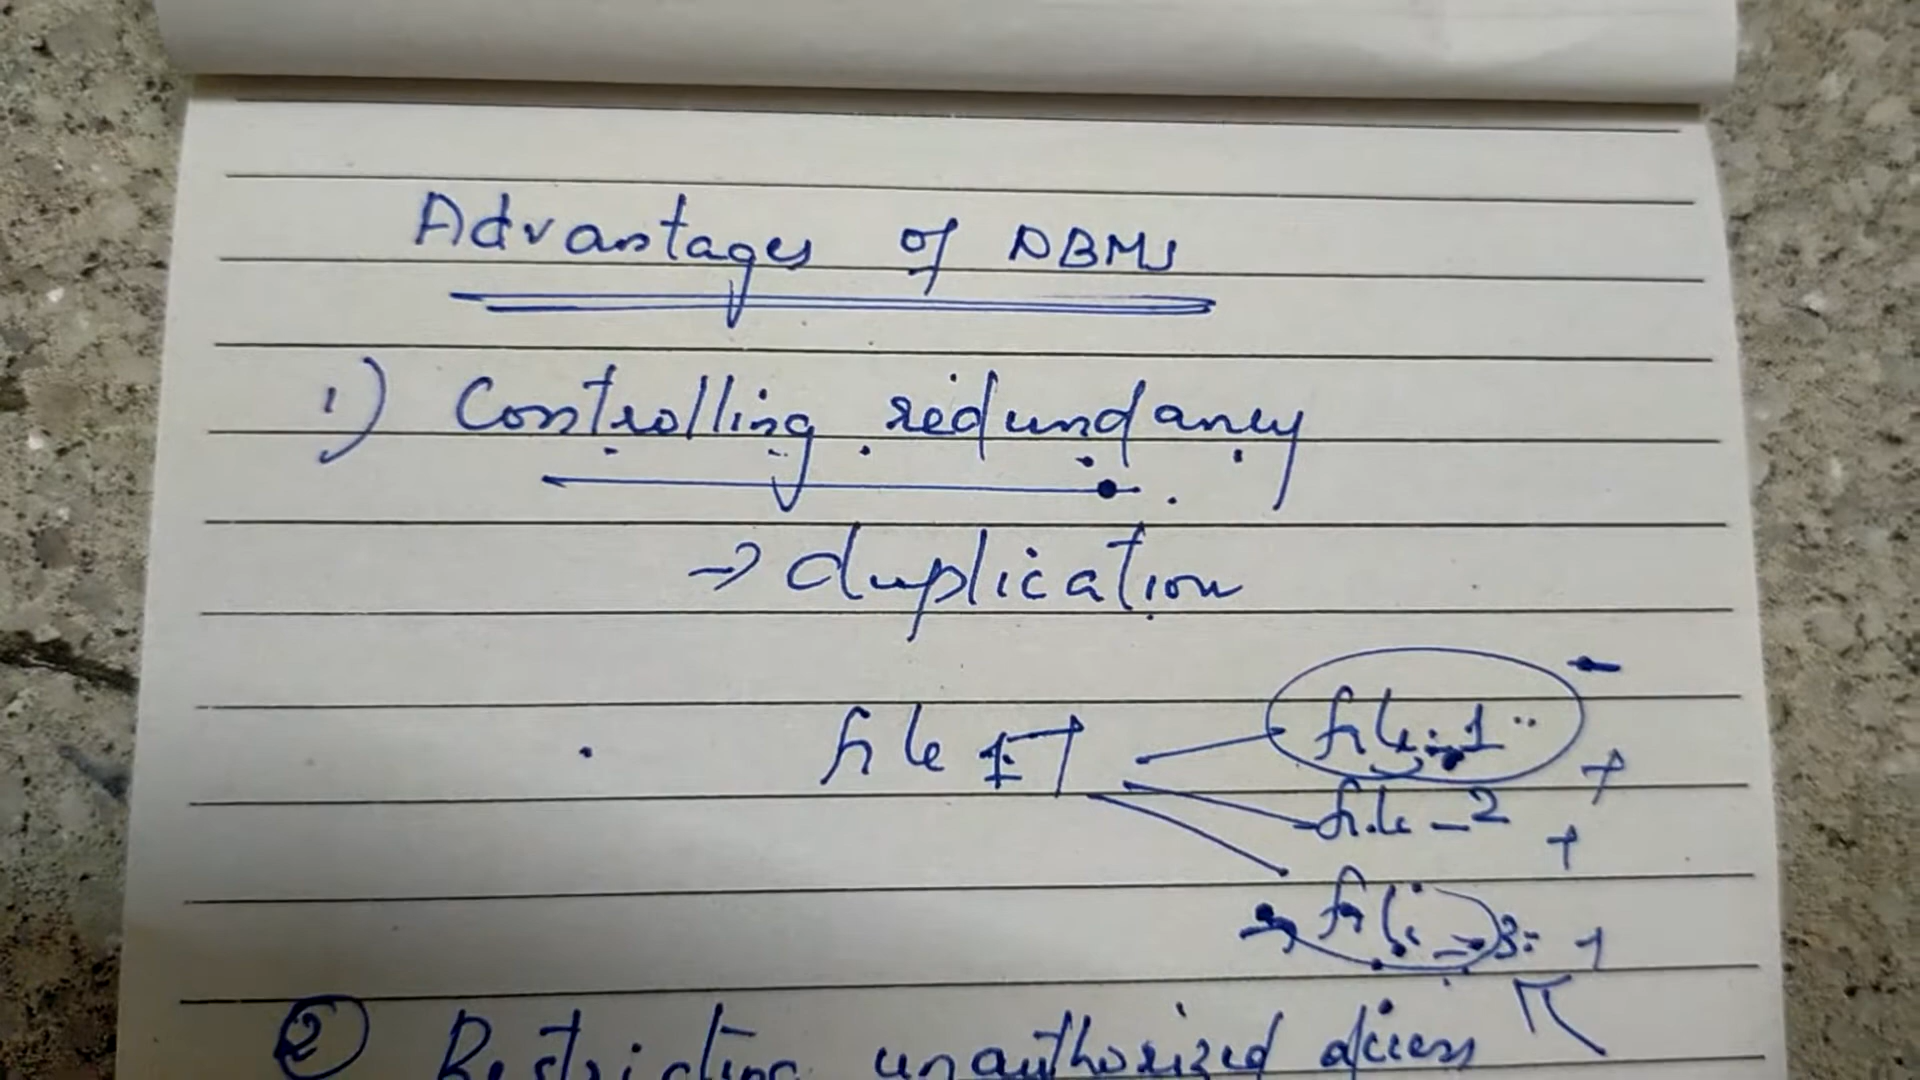 Advantages of DBMS
1) Controlling redundancy
→ duplication
file 1 file-1
file-2
file-3
② Restricting unauthorized access